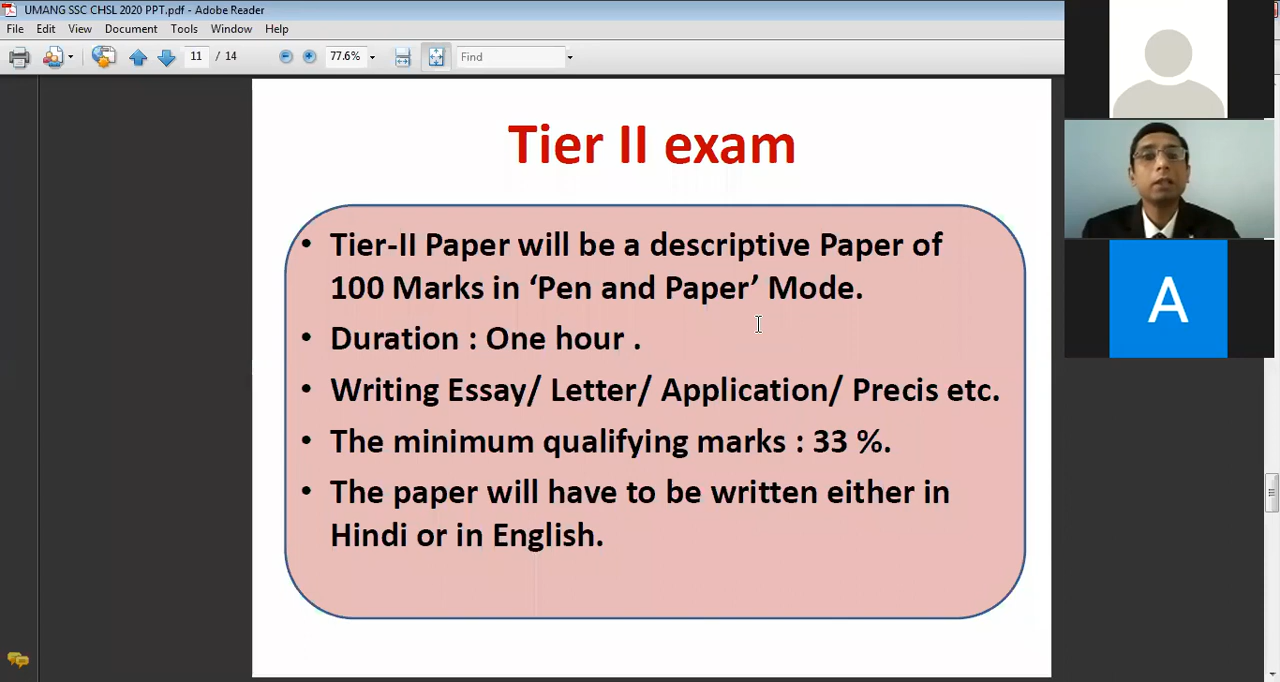 UMANG SSC CHSL 2020 PPT.pdf - Adobe Reader
File Edit View Document Tools Window Help
11 / 14 77.6% Find
Tier II exam
• Tier-II Paper will be a descriptive Paper of
100 Marks in ‘Pen and Paper’ Mode.
• Duration : One hour .
• Writing Essay/ Letter/ Application/ Precis etc.
• The minimum qualifying marks : 33 %.
• The paper will have to be written either in
Hindi or in English.
A